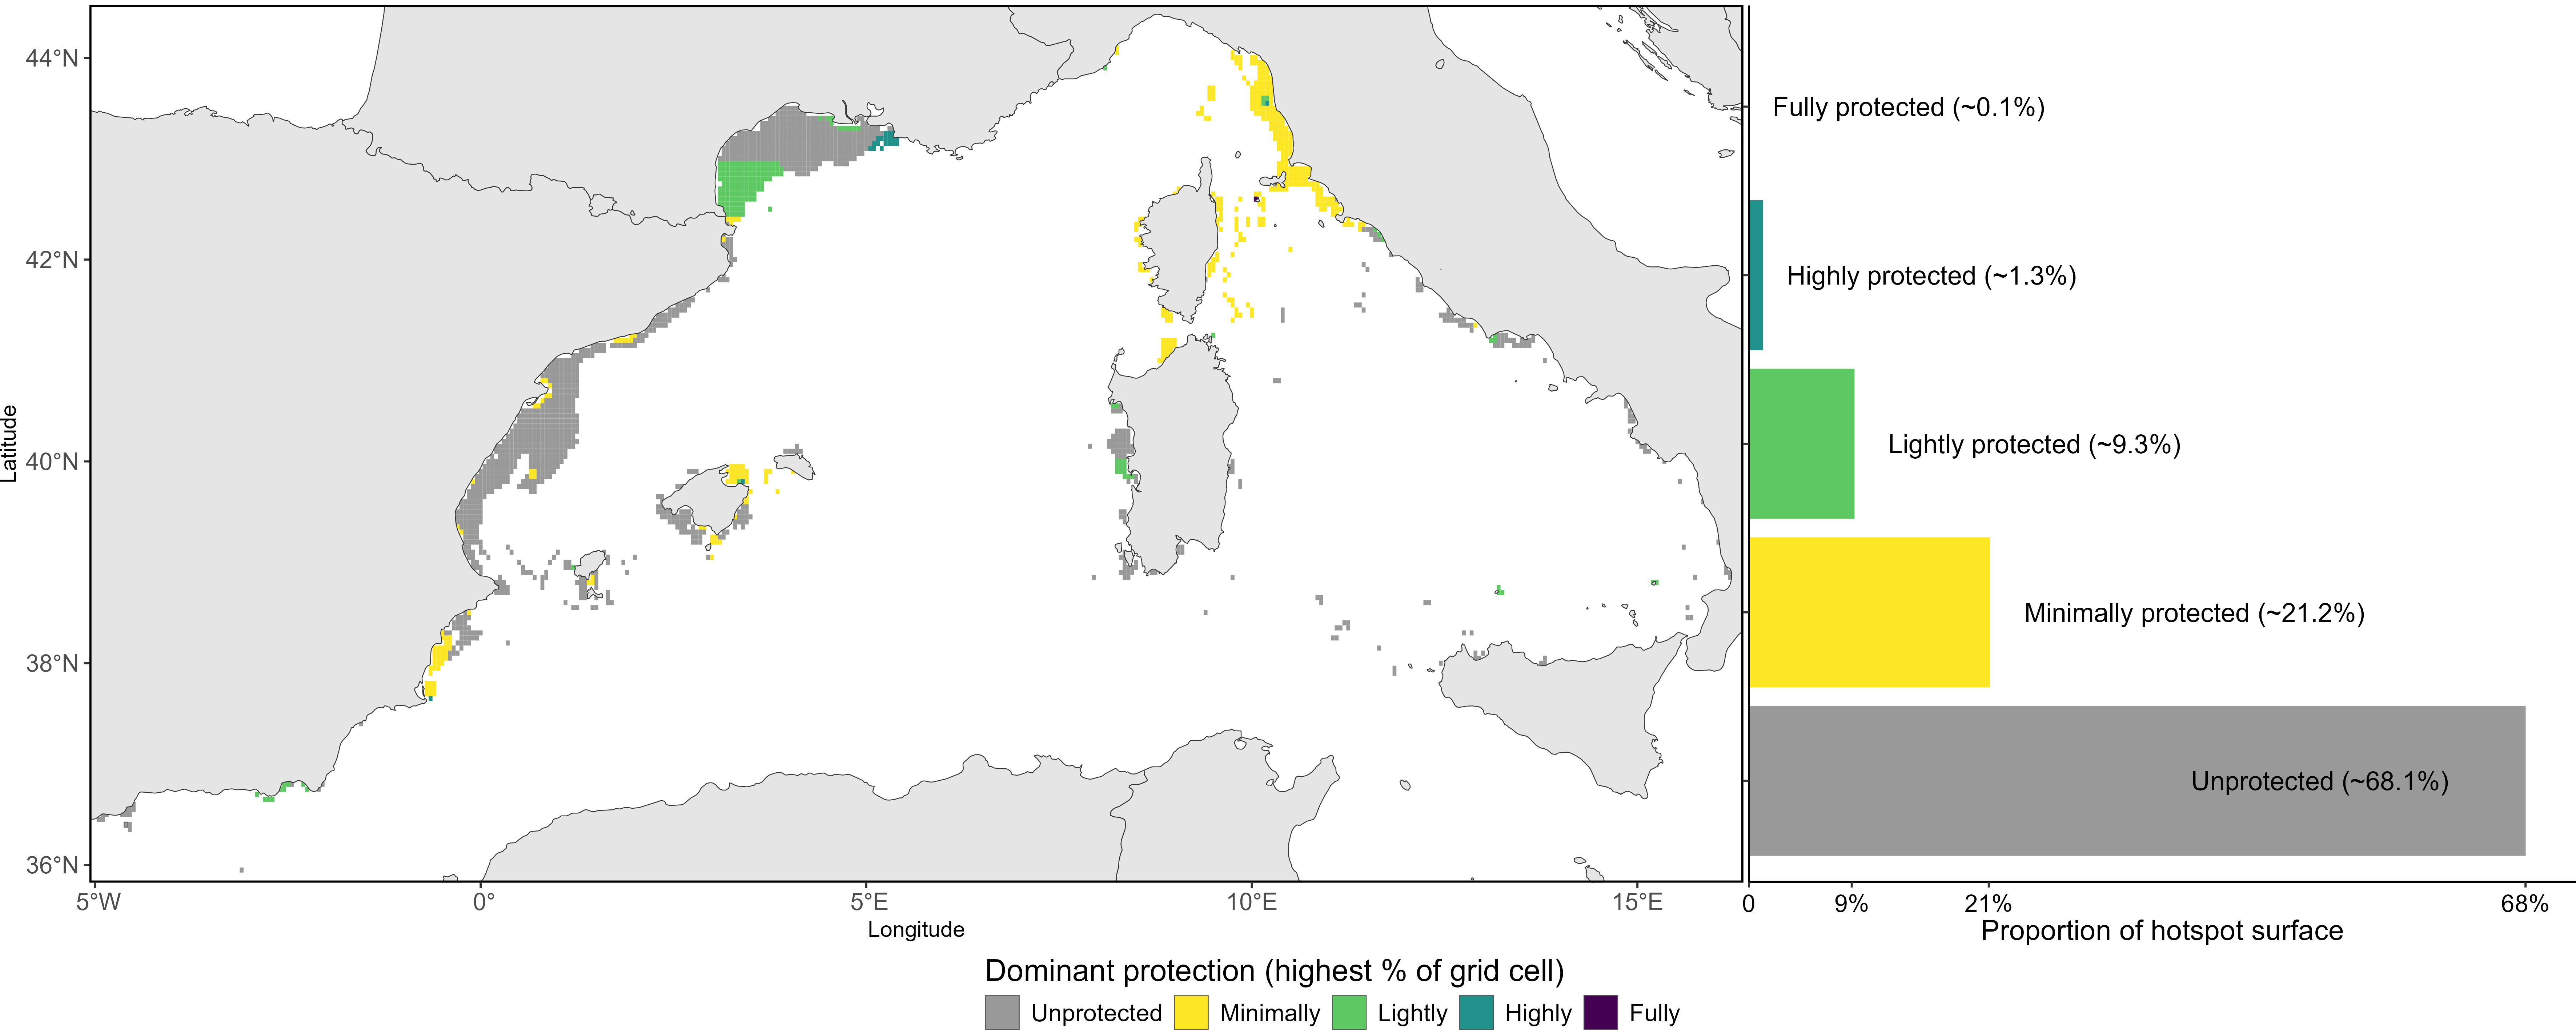 44°N
42°N
40°N
38°N
36°N
Latitude
5°W
0°
5°E
10°E
15°E
Longitude
Fully protected (~0.1%)
Highly protected (~1.3%)
Lightly protected (~9.3%)
Minimally protected (~21.2%)
Unprotected (~68.1%)
0
9%
21%
68%
Proportion of hotspot surface
Dominant protection (highest % of grid cell)
Unprotected
Minimally
Lightly
Highly
Fully